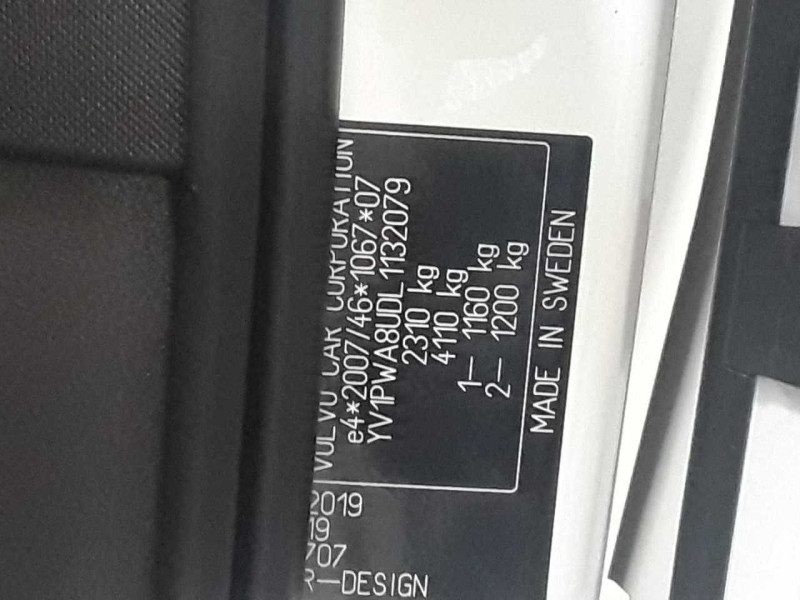 VOLVO CAR CORPORATION
e4*2007/46*1067*07
YV1PWA8UDL1132079
2310 kg
4110 kg
1– 1160 kg
2– 1200 kg
MADE IN SWEDEN
2019
19
707
R–DESIGN